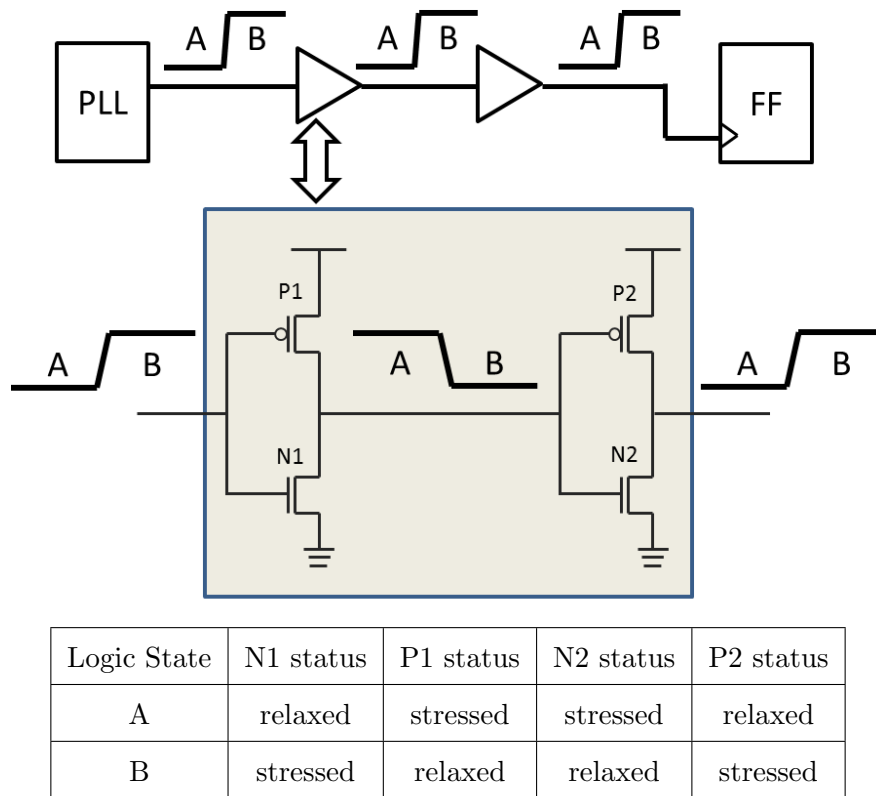 A B A B A B
PLL FF
P1 P2
A B A B A B
N1 N2
Logic State N1 status P1 status N2 status P2 status
A relaxed stressed stressed relaxed
B stressed relaxed relaxed stressed